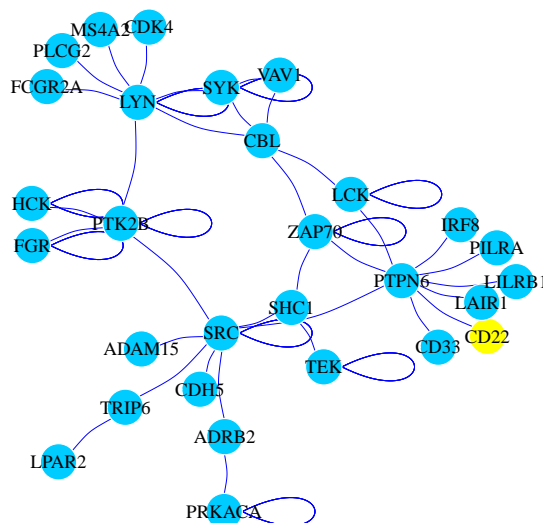 MS4A2
CDK4
PLCG2
FCGR2A
LYN
SYK
VAV1
CBL
HCK
PTK2B
LCK
FGR
ZAP70
IRF8
PILRA
PTPN6
LILRB1
LAIR1
SHC1
SRC
CD22
ADAM15
CD33
TEK
CDH5
TRIP6
ADRB2
LPAR2
PRKACA